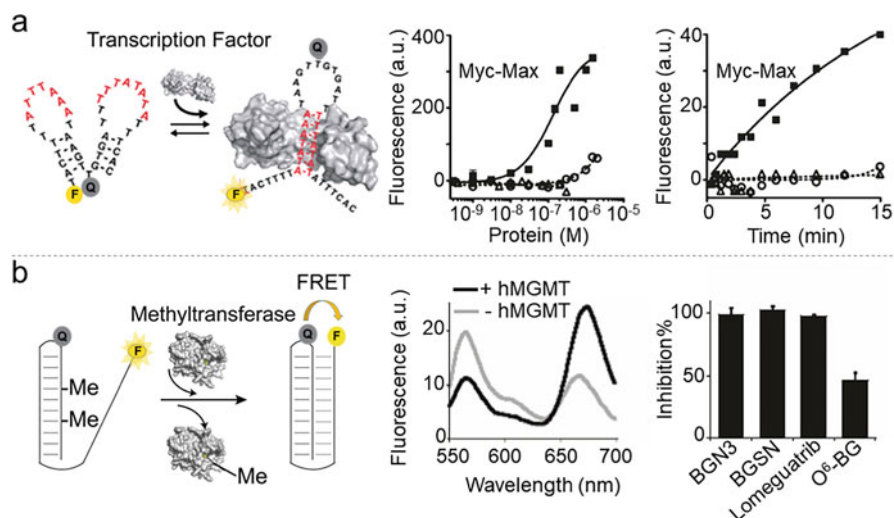 a
Transcription Factor
Q
F
Q
F
Fluorescence (a.u.)
400
200
0
Myc-Max
10⁻⁹ 10⁻⁸ 10⁻⁷ 10⁻⁶ 10⁻⁵
Protein (M)
Fluorescence (a.u.)
40
20
0
Myc-Max
0 5 10 15
Time (min)
b
Methyltransferase
FRET
Q
F
Me
Me
Me
Q
F
Fluorescence (a.u.)
20
10
0
+ hMGMT
- hMGMT
550 600 650 700
Wavelength (nm)
Inhibition%
100
50
0
BGN3
BGSN
Lomeguatrib
O⁶-BG